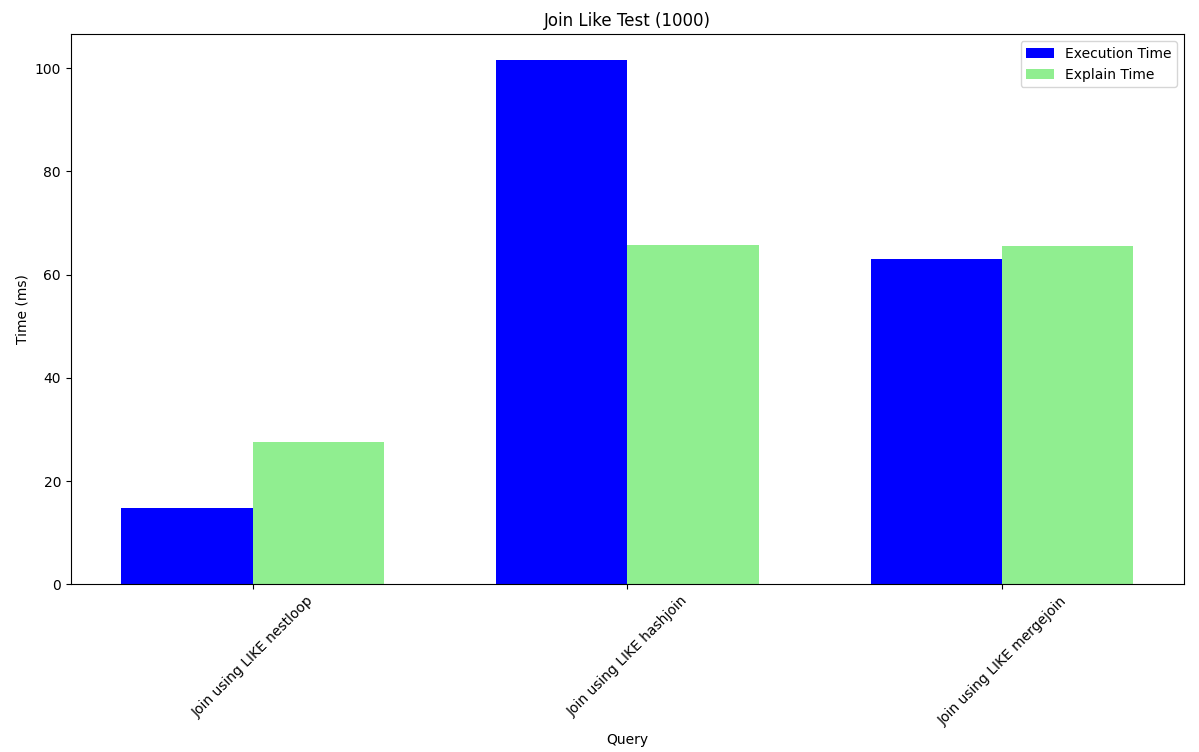 Join Like Test (1000)
Execution Time
Explain Time
Time (ms)
100
80
60
40
20
0
Join using LIKE nestloop
Join using LIKE hashjoin
Join using LIKE mergejoin
Query